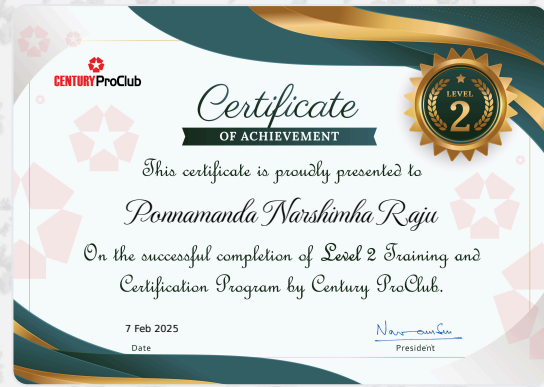 CENTURY ProClub
Certificate
OF ACHIEVEMENT
LEVEL
2
This certificate is proudly presented to
Ponnamanda Narshimha Raju
On the successful completion of Level 2 Training and
Certification Program by Century ProClub.
7 Feb 2025
Date
President